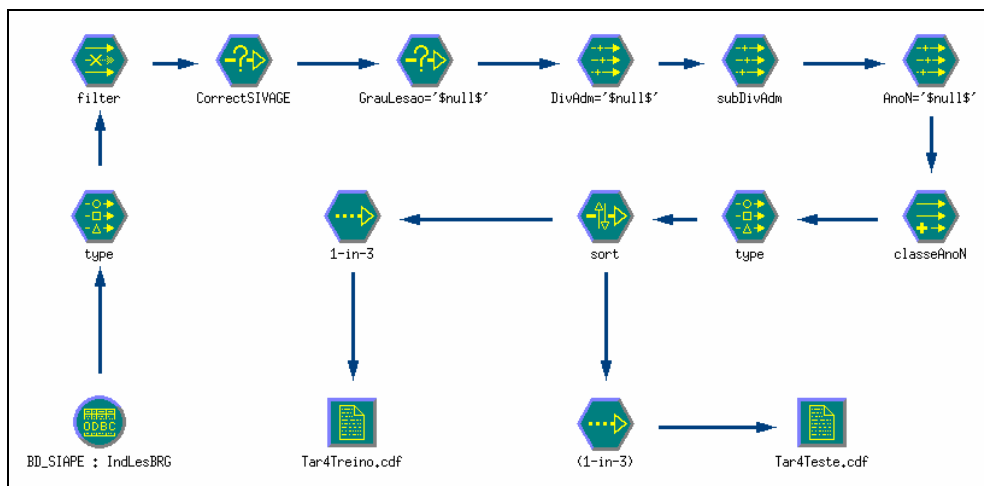 filter CorrectSIVAGE GrauLesao='$null$' DivAdm='$null$' subDivAdm AnoN='$null$'
type 1-in-3 sort type classeAnoN
ODBC
BD_SIAPE : IndLesBRG Tar4Treino.cdf (1-in-3) Tar4Teste.cdf